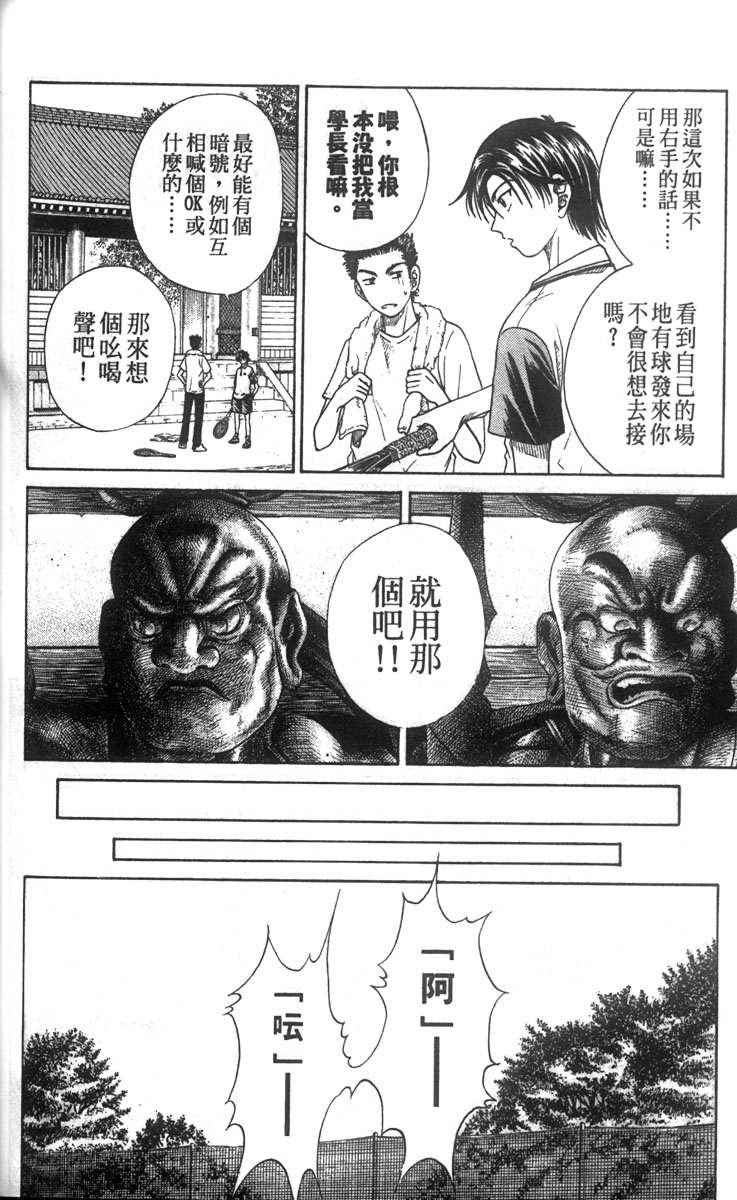 那這次如果不
用右手的話⋯⋯
可是嘛⋯⋯
看到自己的場
地有球發來你
不會很想去接
嗎？
喂，你根
本没把我當
學長看嘛。
最好能有個
暗號，例如互
相喊個OK或
什麼的⋯⋯
那來想
個吆喝
聲吧！
就用那
個吧!!
「阿」——
「呍」——